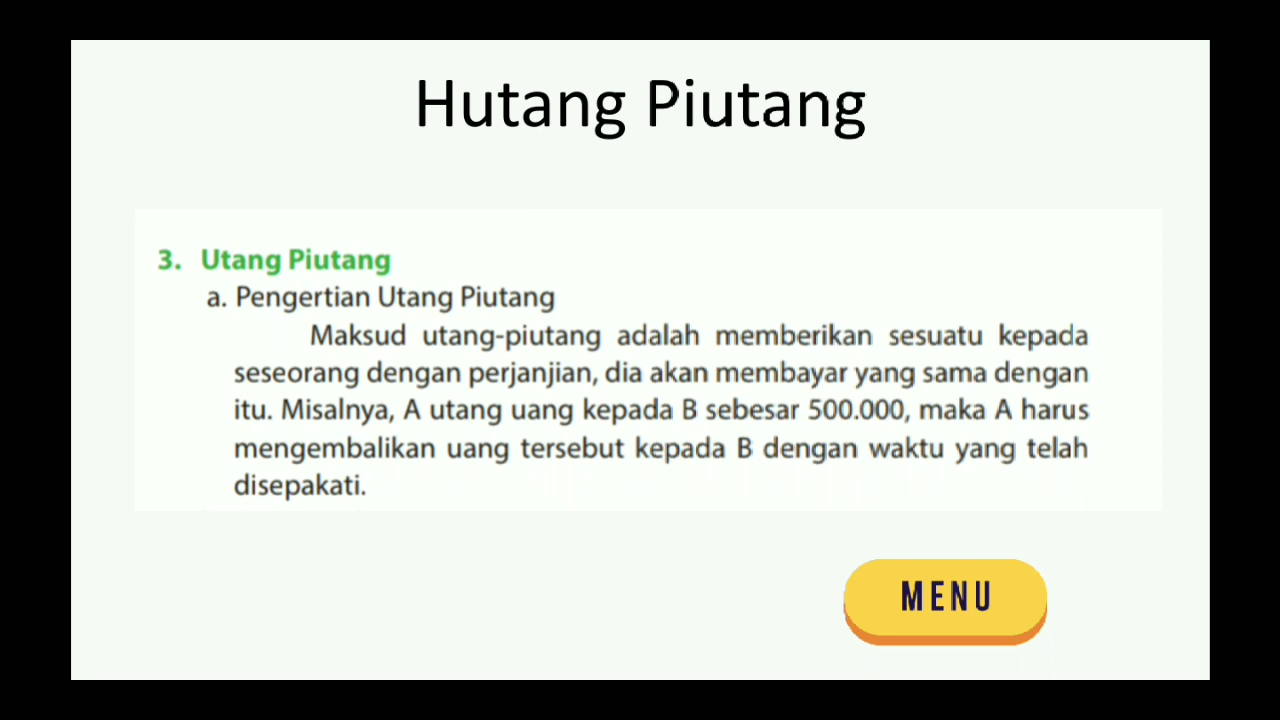 Hutang Piutang
3. Utang Piutang
a. Pengertian Utang Piutang
Maksud utang-piutang adalah memberikan sesuatu kepada
seseorang dengan perjanjian, dia akan membayar yang sama dengan
itu. Misalnya, A utang uang kepada B sebesar 500.000, maka A harus
mengembalikan uang tersebut kepada B dengan waktu yang telah
disepakati.
MENU